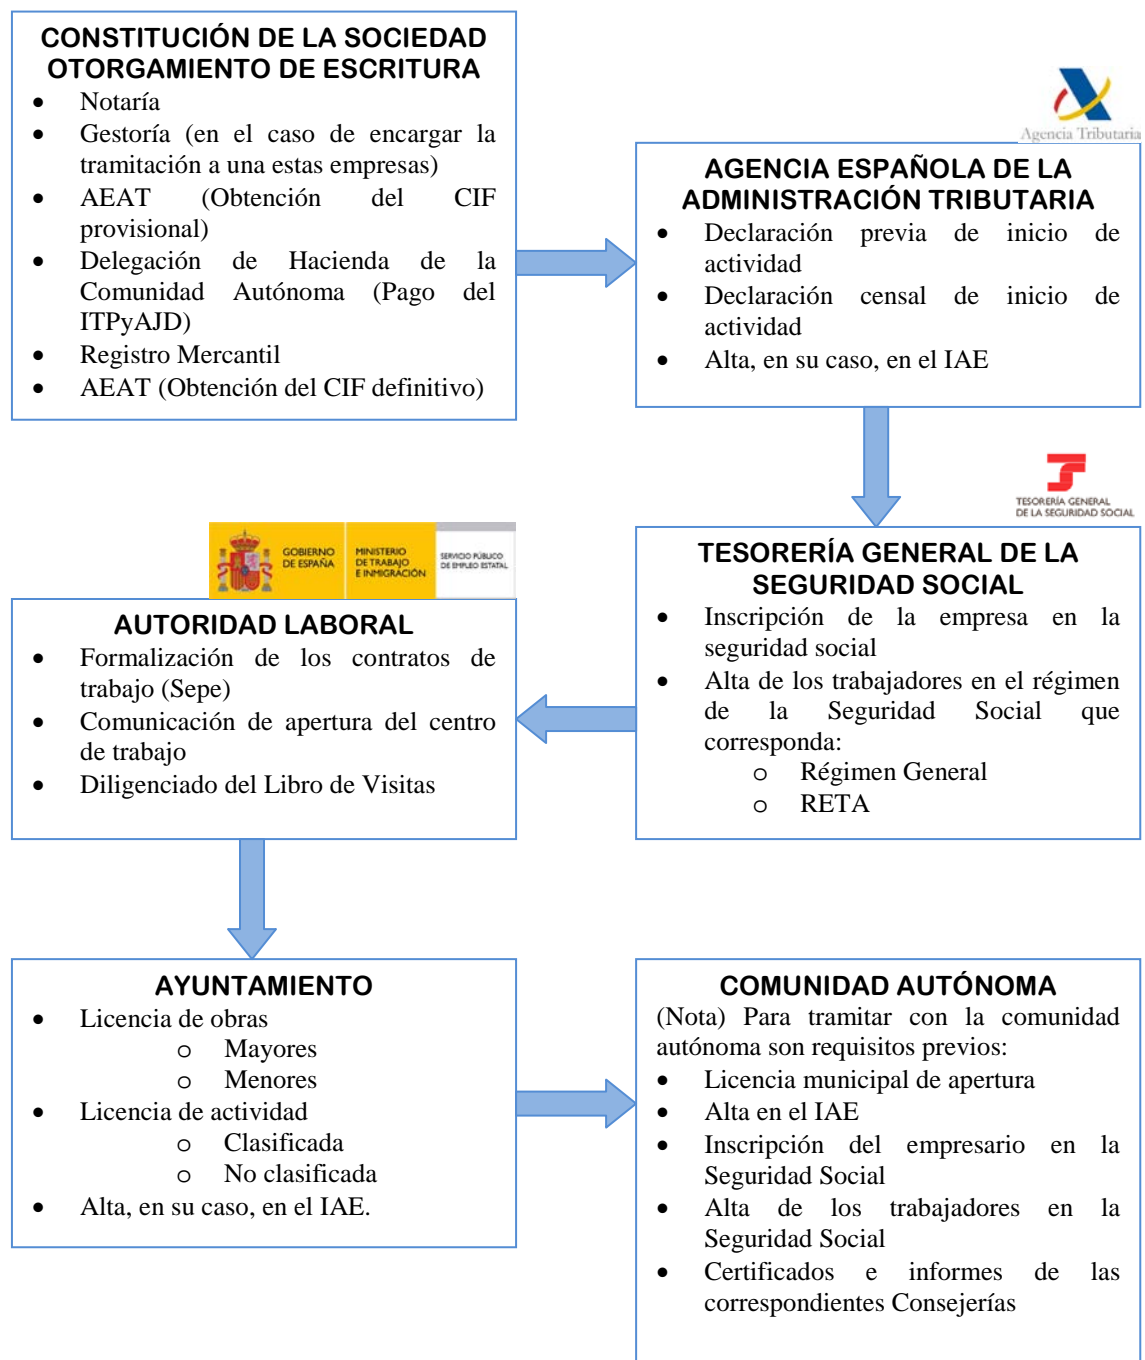 CONSTITUCIÓN DE LA SOCIEDAD
OTORGAMIENTO DE ESCRITURA
• Notaría
• Gestoría (en el caso de encargar la
tramitación a una estas empresas)
• AEAT (Obtención del CIF
provisional)
• Delegación de Hacienda de la
Comunidad Autónoma (Pago del
ITPyAJD)
• Registro Mercantil
• AEAT (Obtención del CIF definitivo)
Agencia Tributaria
AGENCIA ESPAÑOLA DE LA
ADMINISTRACIÓN TRIBUTARIA
• Declaración previa de inicio de
actividad
• Declaración censal de inicio de
actividad
• Alta, en su caso, en el IAE
TESORERÍA GENERAL
DE LA SEGURIDAD SOCIAL
TESORERÍA GENERAL DE LA
SEGURIDAD SOCIAL
• Inscripción de la empresa en la
seguridad social
• Alta de los trabajadores en el régimen
de la Seguridad Social que
corresponda:
o Régimen General
o RETA
GOBIERNO
DE ESPAÑA
MINISTERIO
DE TRABAJO
E INMIGRACIÓN
SERVICIO PÚBLICO
DE EMPLEO ESTATAL
AUTORIDAD LABORAL
• Formalización de los contratos de
trabajo (Sepe)
• Comunicación de apertura del centro
de trabajo
• Diligenciado del Libro de Visitas
AYUNTAMIENTO
• Licencia de obras
o Mayores
o Menores
• Licencia de actividad
o Clasificada
o No clasificada
• Alta, en su caso, en el IAE.
COMUNIDAD AUTÓNOMA
(Nota) Para tramitar con la comunidad
autónoma son requisitos previos:
• Licencia municipal de apertura
• Alta en el IAE
• Inscripción del empresario en la
Seguridad Social
• Alta de los trabajadores en la
Seguridad Social
• Certificados e informes de las
correspondientes Consejerías